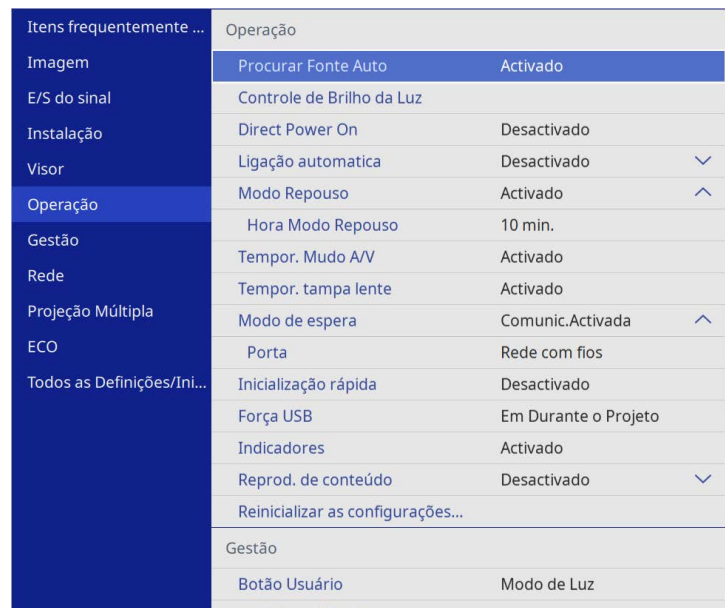 Itens frequentemente ...
Imagem
E/S do sinal
Instalação
Visor
Operação
Gestão
Rede
Projeção Múltipla
ECO
Todos as Definições/Ini...
Operação
Procurar Fonte Auto Activado
Controle de Brilho da Luz
Direct Power On Desactivado
Ligação automatica Desactivado
Modo Repouso Activado
Hora Modo Repouso 10 min.
Tempor. Mudo A/V Activado
Tempor. tampa lente Activado
Modo de espera Comunic.Activada
Porta Rede com fios
Inicialização rápida Desactivado
Força USB Em Durante o Projeto
Indicadores Activado
Reprod. de conteúdo Desactivado
Reinicializar as configurações...
Gestão
Botão Usuário Modo de Luz